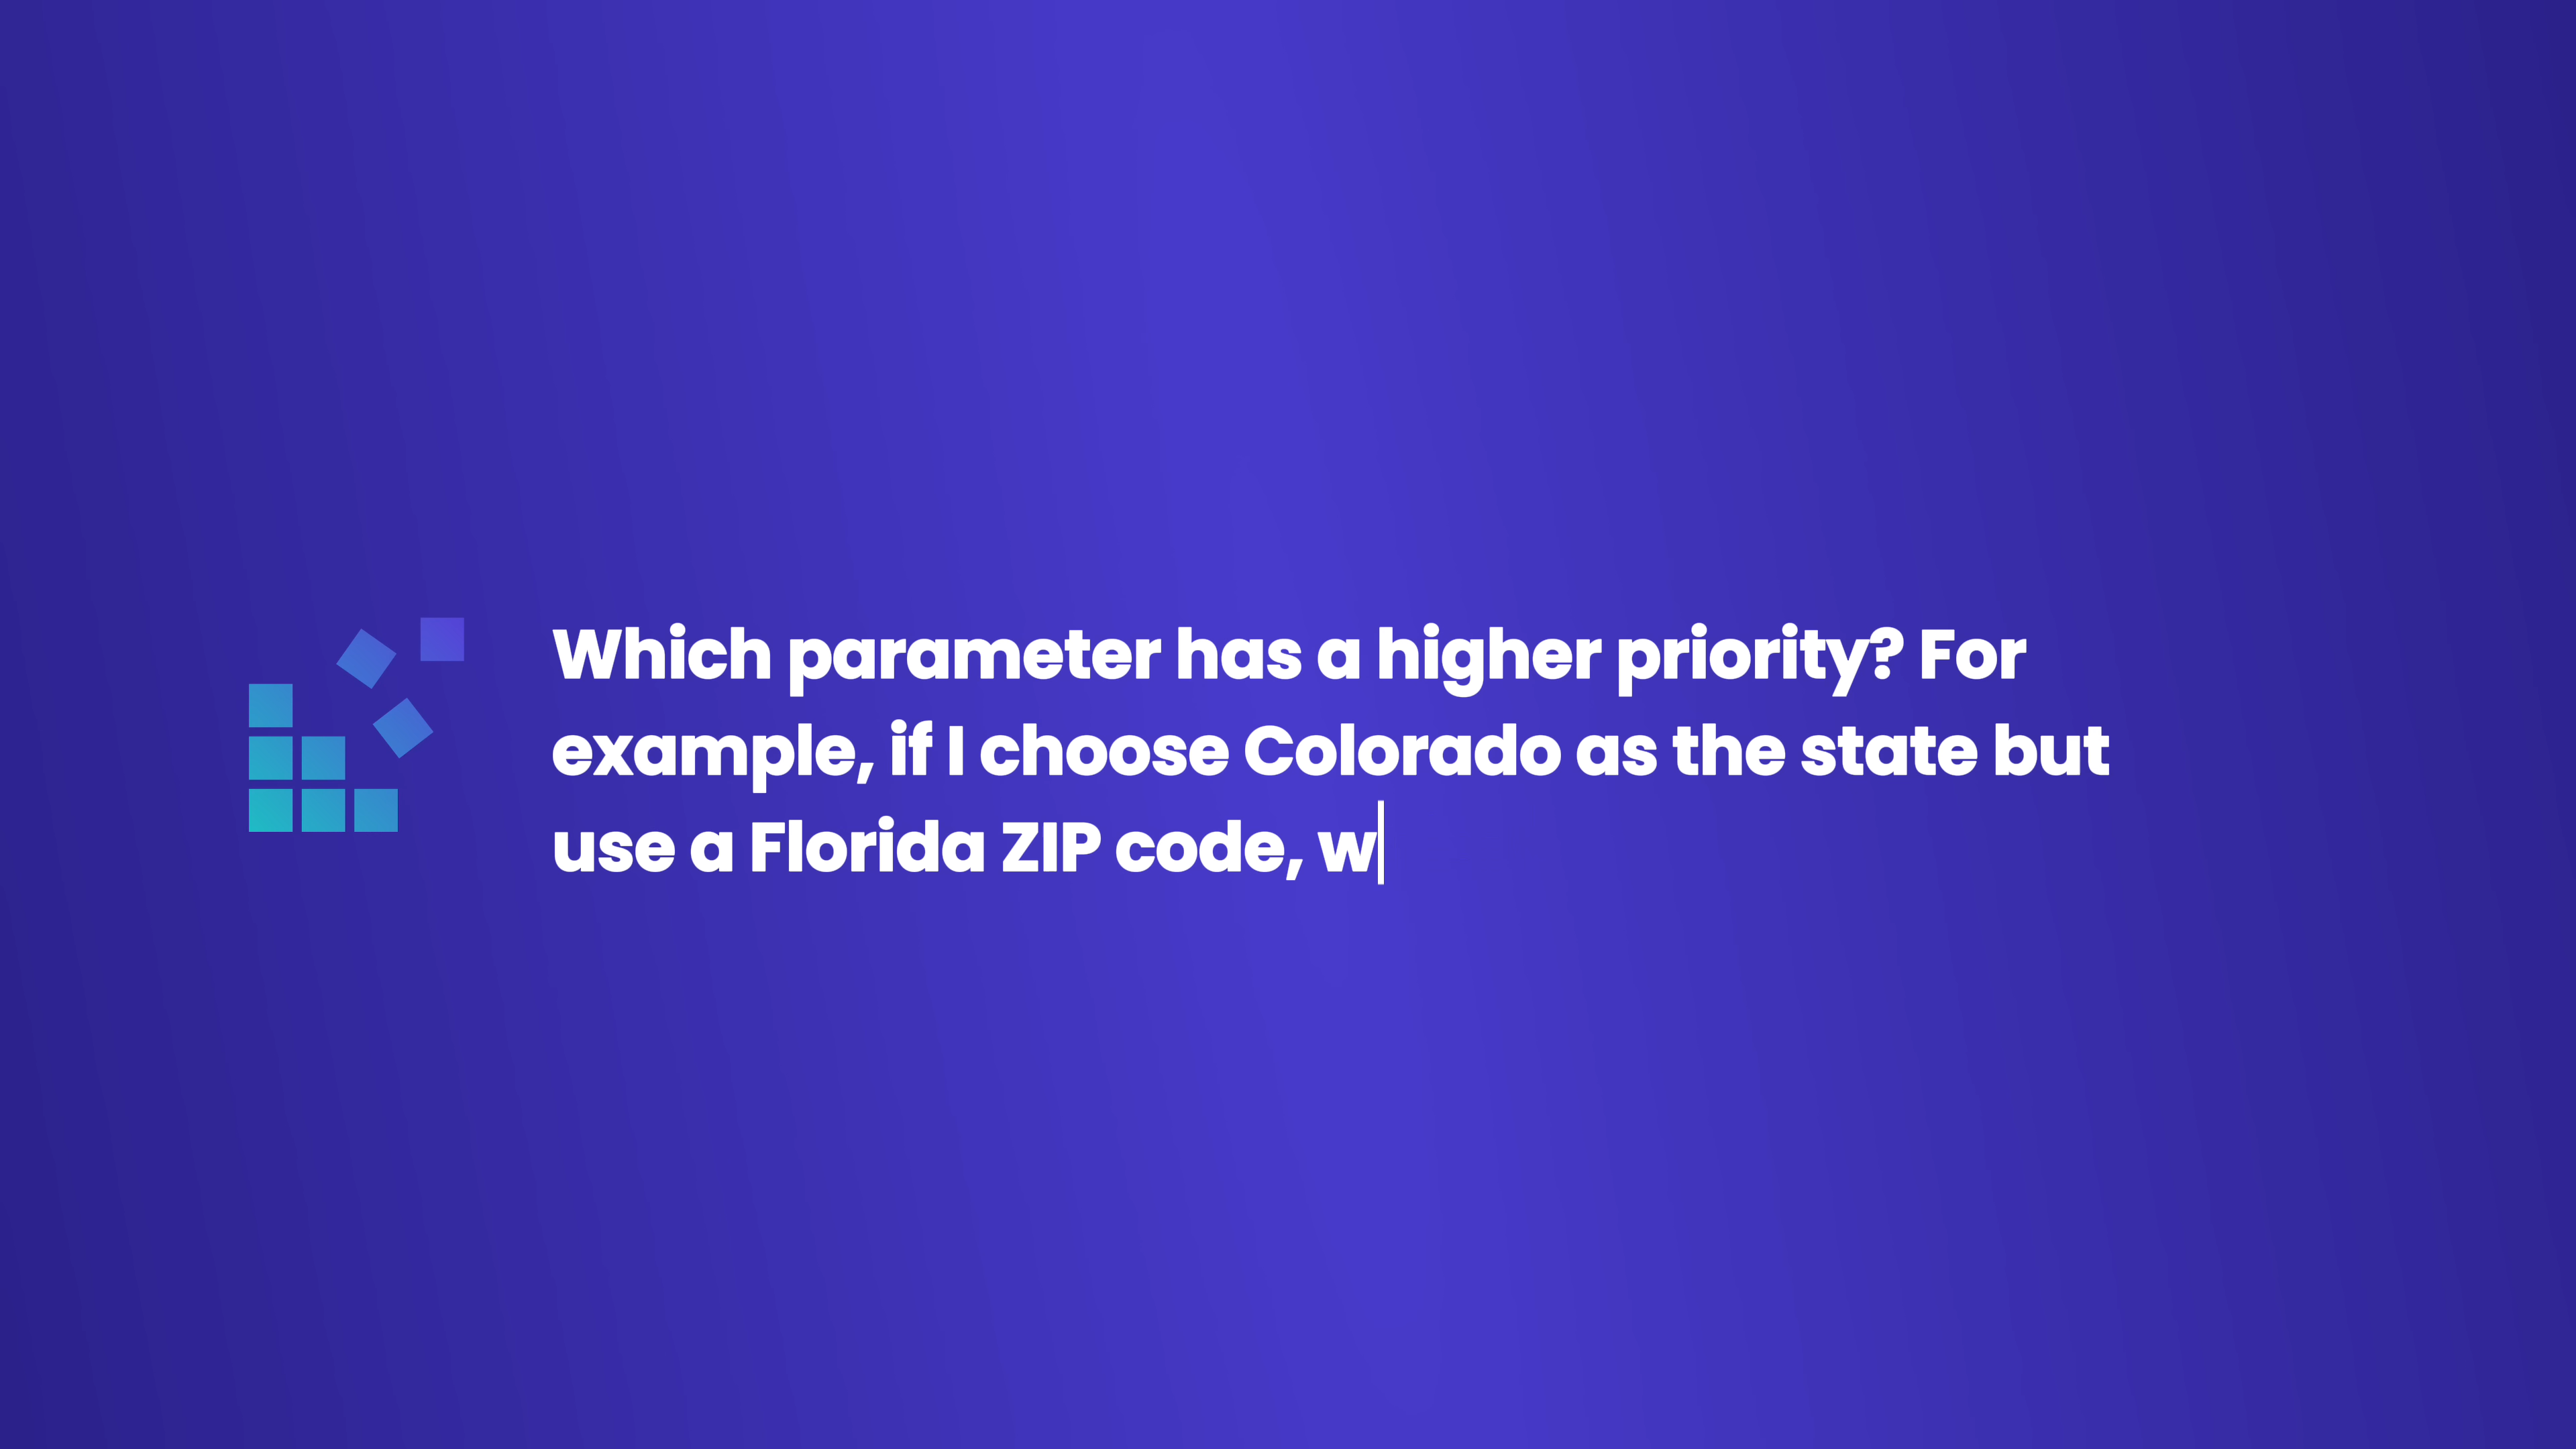 Which parameter has a higher priority? For
example, if I choose Colorado as the state but
use a Florida ZIP code, w